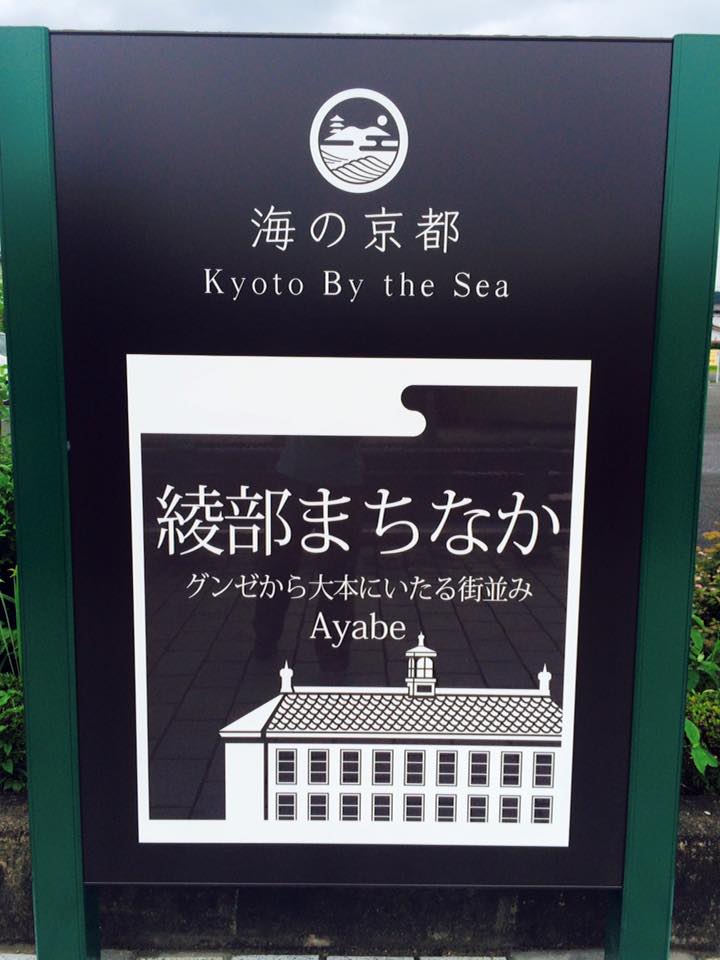 海の京都
Kyoto By the Sea
綾部まちなか
グンゼから大本にいたる街並み
Ayabe